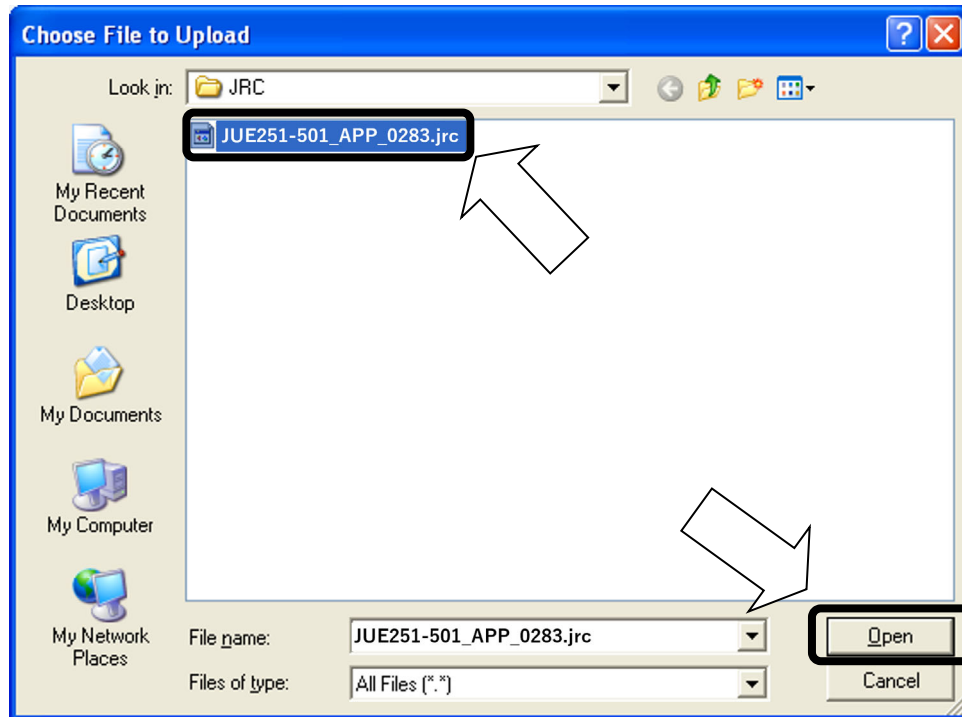 Choose File to Upload
Look in:
JRC
JUE251-501_APP_0283.jrc
My Recent
Documents
Desktop
My Documents
My Computer
My Network
Places
File name:
JUE251-501_APP_0283.jrc
Open
Files of type:
All Files (*.*)
Cancel